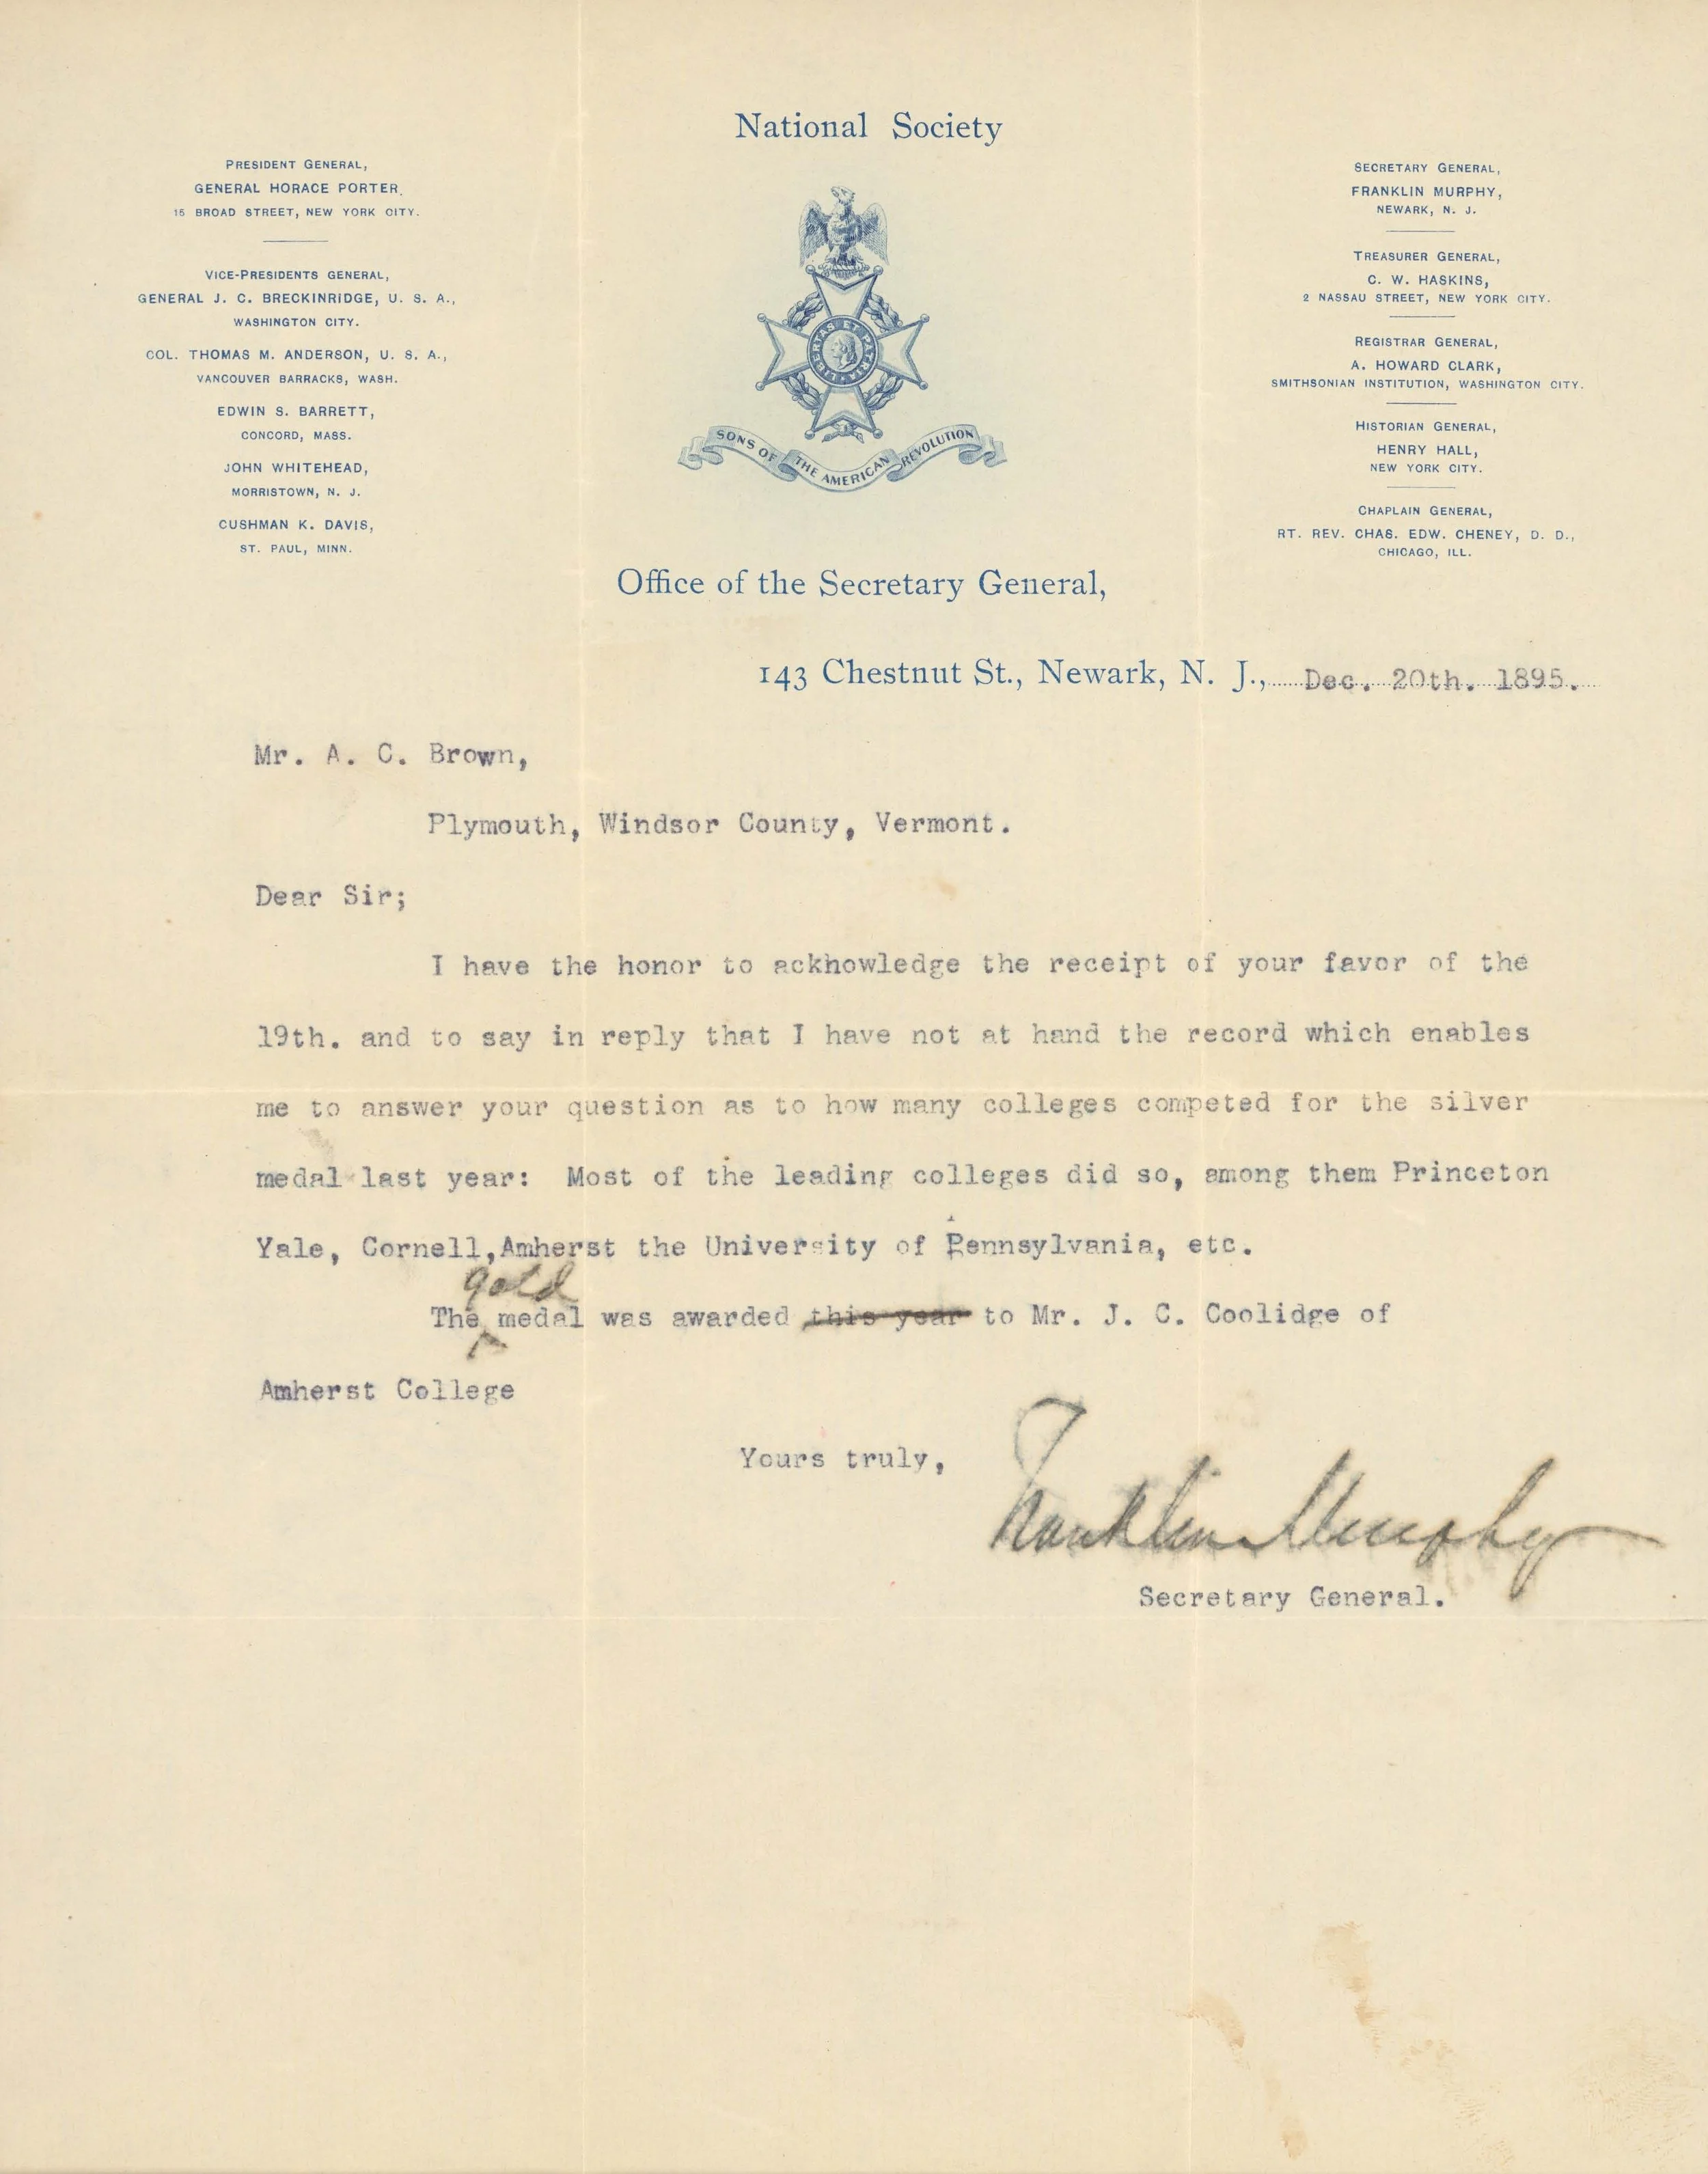 National Society
PRESIDENT GENERAL,
GENERAL HORACE PORTER.
15 BROAD STREET, NEW YORK CITY.
VICE-PRESIDENTS GENERAL,
GENERAL J. C. BRECKINRIDGE, U. S. A.,
WASHINGTON CITY.
COL. THOMAS M. ANDERSON, U. S. A.,
VANCOUVER BARRACKS, WASH.
EDWIN S. BARRETT,
CONCORD, MASS.
JOHN WHITEHEAD,
MORRISTOWN, N. J.
CUSHMAN K. DAVIS,
ST. PAUL, MINN.
LIBERTAS ET PATRIA
SONS OF THE AMERICAN REVOLUTION
SECRETARY GENERAL,
FRANKLIN MURPHY,
NEWARK, N. J.
TREASURER GENERAL,
C. W. HASKINS,
2 NASSAU STREET, NEW YORK CITY.
REGISTRAR GENERAL,
A. HOWARD CLARK,
SMITHSONIAN INSTITUTION, WASHINGTON CITY.
HISTORIAN GENERAL,
HENRY HALL,
NEW YORK CITY.
CHAPLAIN GENERAL,
RT. REV. CHAS. EDW. CHENEY, D. D.,
CHICAGO, ILL.
Office of the Secretary General,
143 Chestnut St., Newark, N. J., Dec. 20th. 1895.
Mr. A. C. Brown,
Plymouth, Windsor County, Vermont.
Dear Sir;
I have the honor to ackhowledge the receipt of your favor of the
19th. and to say in reply that I have not at hand the record which enables
me to answer your question as to how many colleges competed for the silver
medal last year: Most of the leading colleges did so, among them Princeton
Yale, Cornell,Amherst the University of Pennsylvania, etc.
gold
The medal was awarded this year to Mr. J. C. Coolidge of
Amherst College
Yours truly,
Franklin Murphy
Secretary General.